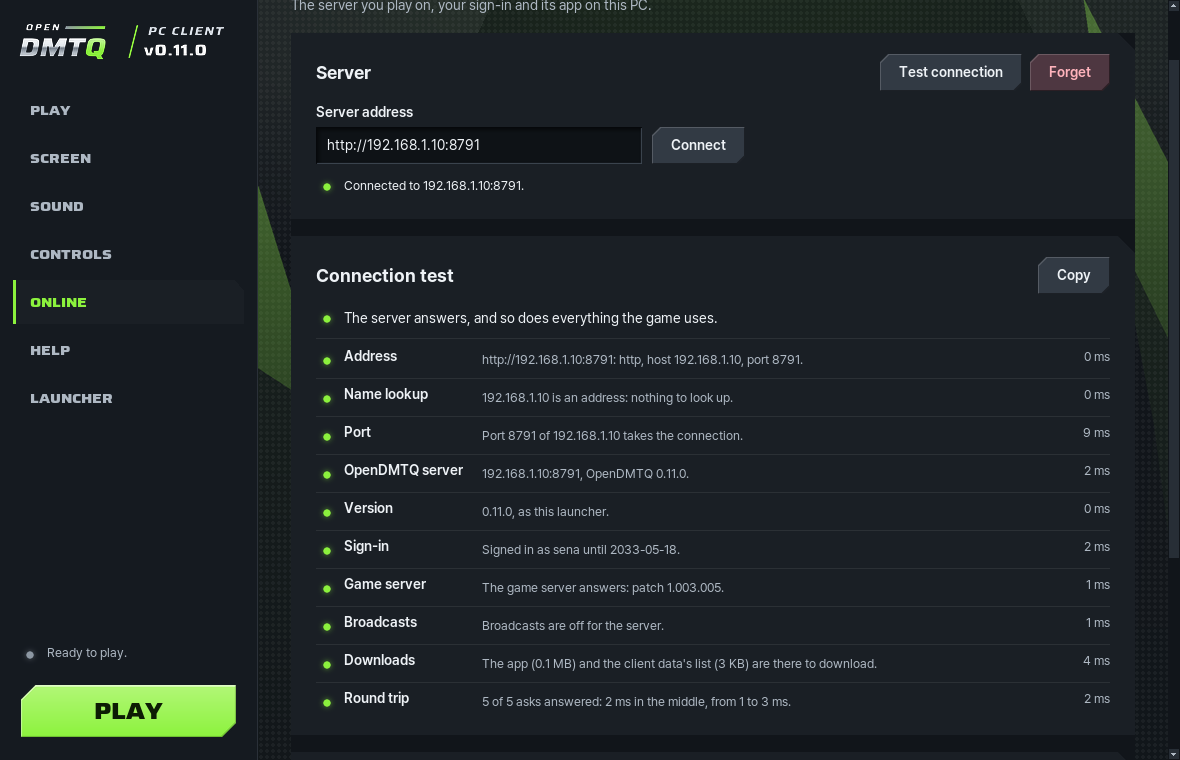 OPEN
DMTQ
PC CLIENT
v0.11.0
PLAY
SCREEN
SOUND
CONTROLS
ONLINE
HELP
LAUNCHER
Ready to play.
PLAY
The server you play on, your sign-in and its app on this PC.
Server
Test connection
Forget
Server address
http://192.168.1.10:8791
Connect
Connected to 192.168.1.10:8791.
Connection test
Copy
The server answers, and so does everything the game uses.
Address http://192.168.1.10:8791: http, host 192.168.1.10, port 8791. 0 ms
Name lookup 192.168.1.10 is an address: nothing to look up. 0 ms
Port Port 8791 of 192.168.1.10 takes the connection. 9 ms
OpenDMTQ server 192.168.1.10:8791, OpenDMTQ 0.11.0. 2 ms
Version 0.11.0, as this launcher. 0 ms
Sign-in Signed in as sena until 2033-05-18. 2 ms
Game server The game server answers: patch 1.003.005. 1 ms
Broadcasts Broadcasts are off for the server. 1 ms
Downloads The app (0.1 MB) and the client data's list (3 KB) are there to download. 4 ms
Round trip 5 of 5 asks answered: 2 ms in the middle, from 1 to 3 ms. 2 ms